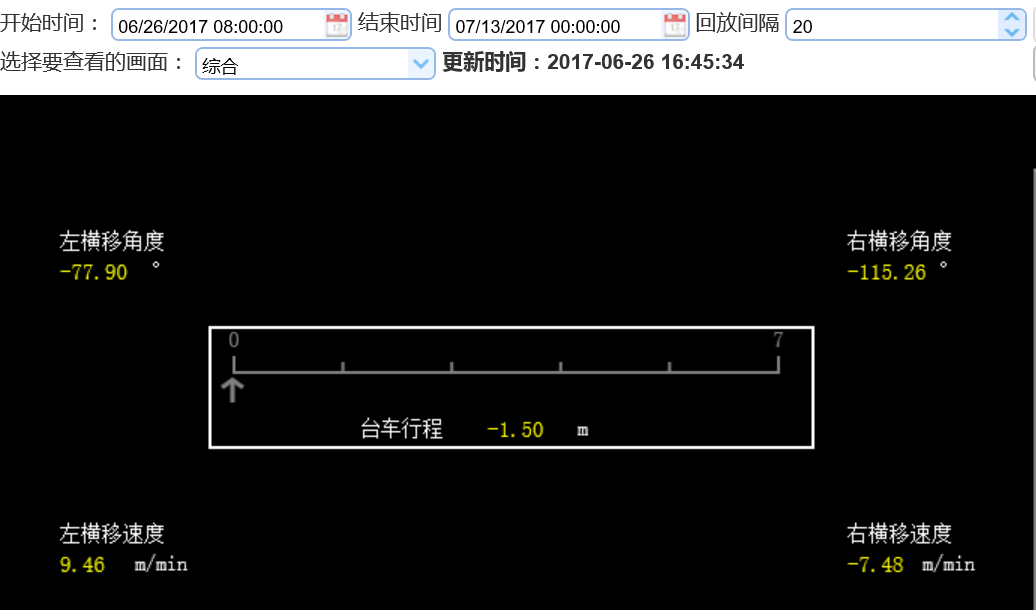 开始时间： 06/26/2017 08:00:00 结束时间 07/13/2017 00:00:00 回放间隔 20
选择要查看的画面： 综合 更新时间：2017-06-26 16:45:34
左横移角度 右横移角度
-77.90 ° -115.26 °
0 7
台车行程 -1.50 m
左横移速度 右横移速度
9.46 m/min -7.48 m/min